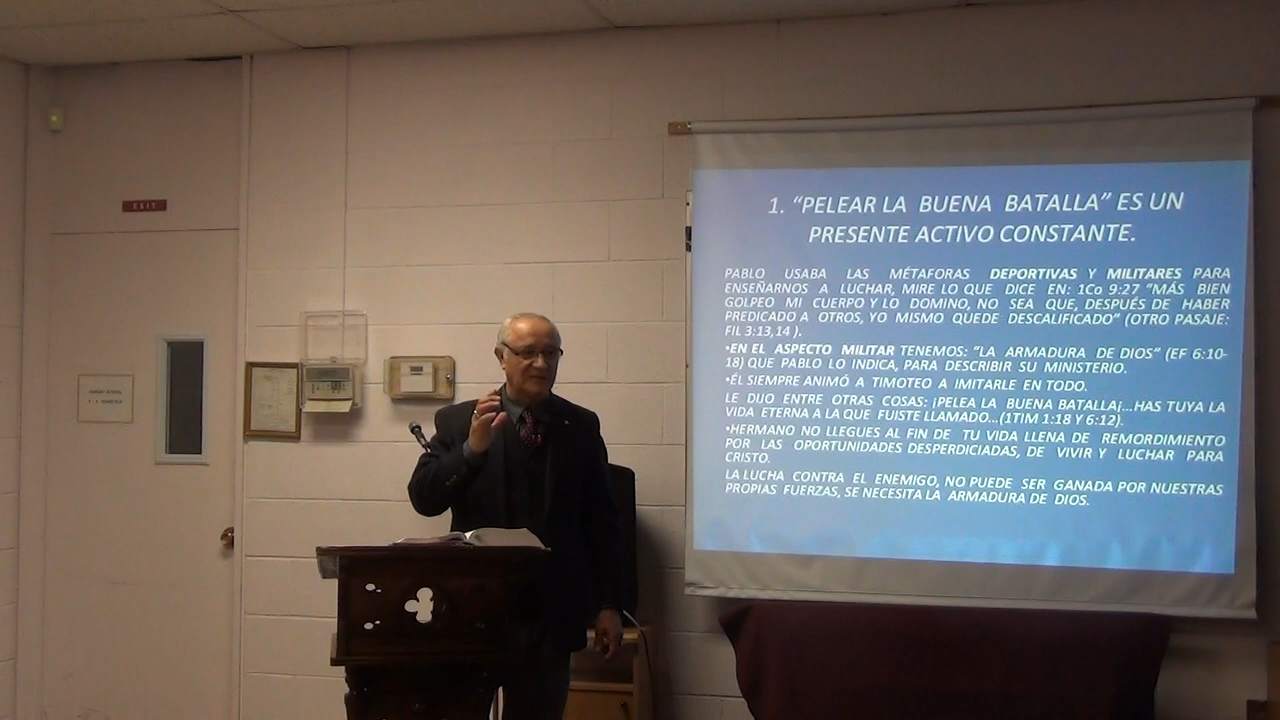 EXIT
1. “PELEAR LA BUENA BATALLA” ES UN
PRESENTE ACTIVO CONSTANTE.
PABLO USABA LAS MÉTAFORAS DEPORTIVAS Y MILITARES PARA
ENSEÑARNOS A LUCHAR, MIRE LO QUE DICE EN: 1Co 9:27 “MÁS BIEN
GOLPEO MI CUERPO Y LO DOMINO, NO SEA QUE, DESPUÉS DE HABER
PREDICADO A OTROS, YO MISMO QUEDE DESCALIFICADO” (OTRO PASAJE:
FIL 3:13,14 ).
•EN EL ASPECTO MILITAR TENEMOS: “LA ARMADURA DE DIOS” (EF 6:10-
18) QUE PABLO LO INDICA, PARA DESCRIBIR SU MINISTERIO.
•ÉL SIEMPRE ANIMÓ A TIMOTEO A IMITARLE EN TODO.
LE DIJO ENTRE OTRAS COSAS: ¡PELEA LA BUENA BATALLA¡...HAS TUYA LA
VIDA ETERNA A LA QUE FUISTE LLAMADO...(1TIM 1:18 Y 6:12).
•HERMANO NO LLEGUES AL FIN DE TU VIDA LLENA DE REMORDIMIENTO
POR LAS OPORTUNIDADES DESPERDICIADAS, DE VIVIR Y LUCHAR PARA
CRISTO.
LA LUCHA CONTRA EL ENEMIGO, NO PUEDE SER GANADA POR NUESTRAS
PROPIAS FUERZAS, SE NECESITA LA ARMADURA DE DIOS.